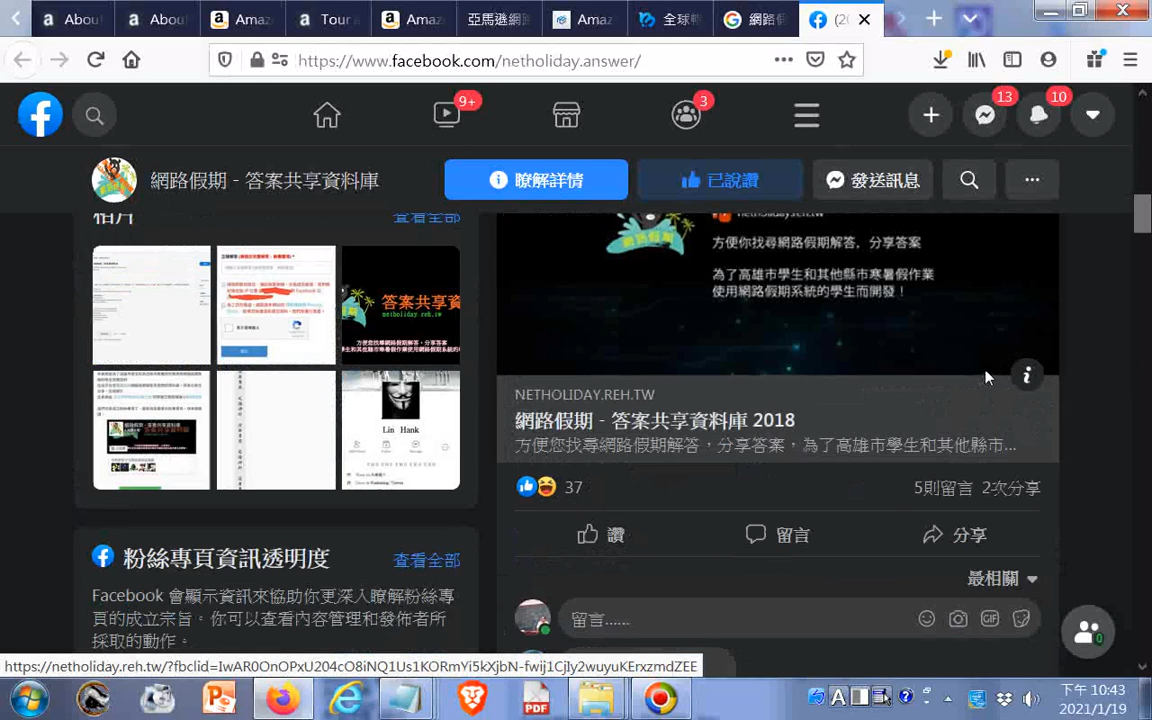 Abou
Abou
Amaz
Tour
Amaz
亞馬遜網
Amaz
全球
網路
(20
https://www.facebook.com/netholiday.answer/
9+
3
13
10
網路假期 - 答案共享資料庫
瞭解詳情
已說讚
發送訊息
相片
查看全部
答案共享資
netholiday.reh.tw
Lin Hank
netholiday.reh.tw
方便你找尋網路假期解答, 分享答案
為了高雄市學生和其他縣市寒暑假作業
使用網路假期系統的學生而開發！
NETHOLIDAY.REH.TW
網路假期 - 答案共享資料庫 2018
方便您找尋網路假期解答，分享答案，為了高雄市學生和其他縣市...
37
5則留言 2次分享
讚
留言
分享
最相關
留言......
GIF
粉絲專頁資訊透明度
查看全部
Facebook 會顯示資訊來協助你更深入瞭解粉絲專
頁的成立宗旨。你可以查看內容管理和發佈者所
採取的動作。
0
https://netholiday.reh.tw/?fbclid=IwAR0OnOPxU204cO8iNQ1Us1KORmYi5kXjbN-fwij1CjIy2wuyuKErxzmdZEE
PDF
A
下午 10:43
2021/1/19